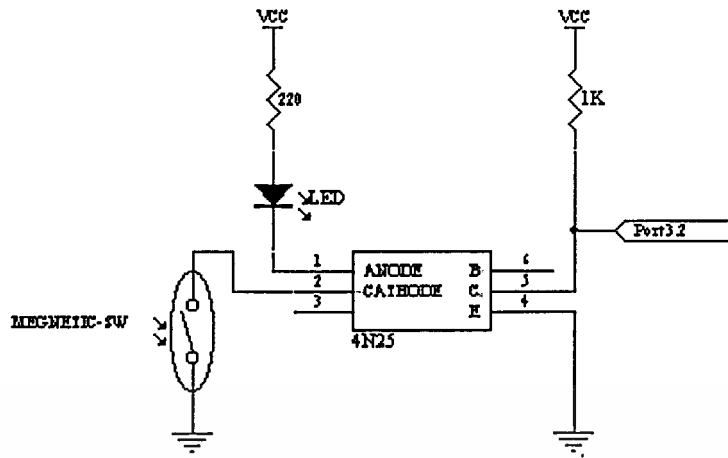 VCC
VCC
220
1K
LED
Port3.2
1
ANODE
B
6
2
CATHODE
C
5
3
E
4
MEGNETIC-SW
4N25